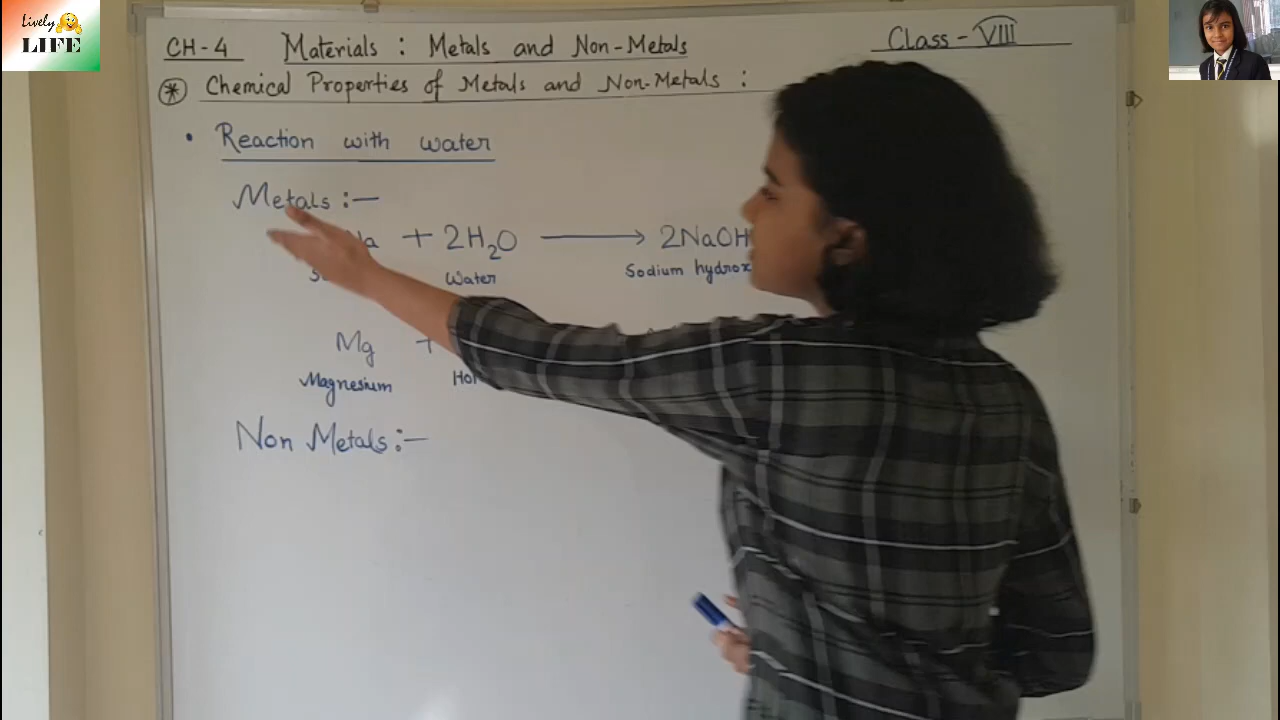 Lively
LIFE
CH-4 Materials : Metals and Non-Metals Class - VIII
* Chemical Properties of Metals and Non-Metals :
• Reaction with water
Metals :—
+ 2H₂O ⟶ 2NaOH
Water Sodium
Mg +
Magnesium
Non Metals :—